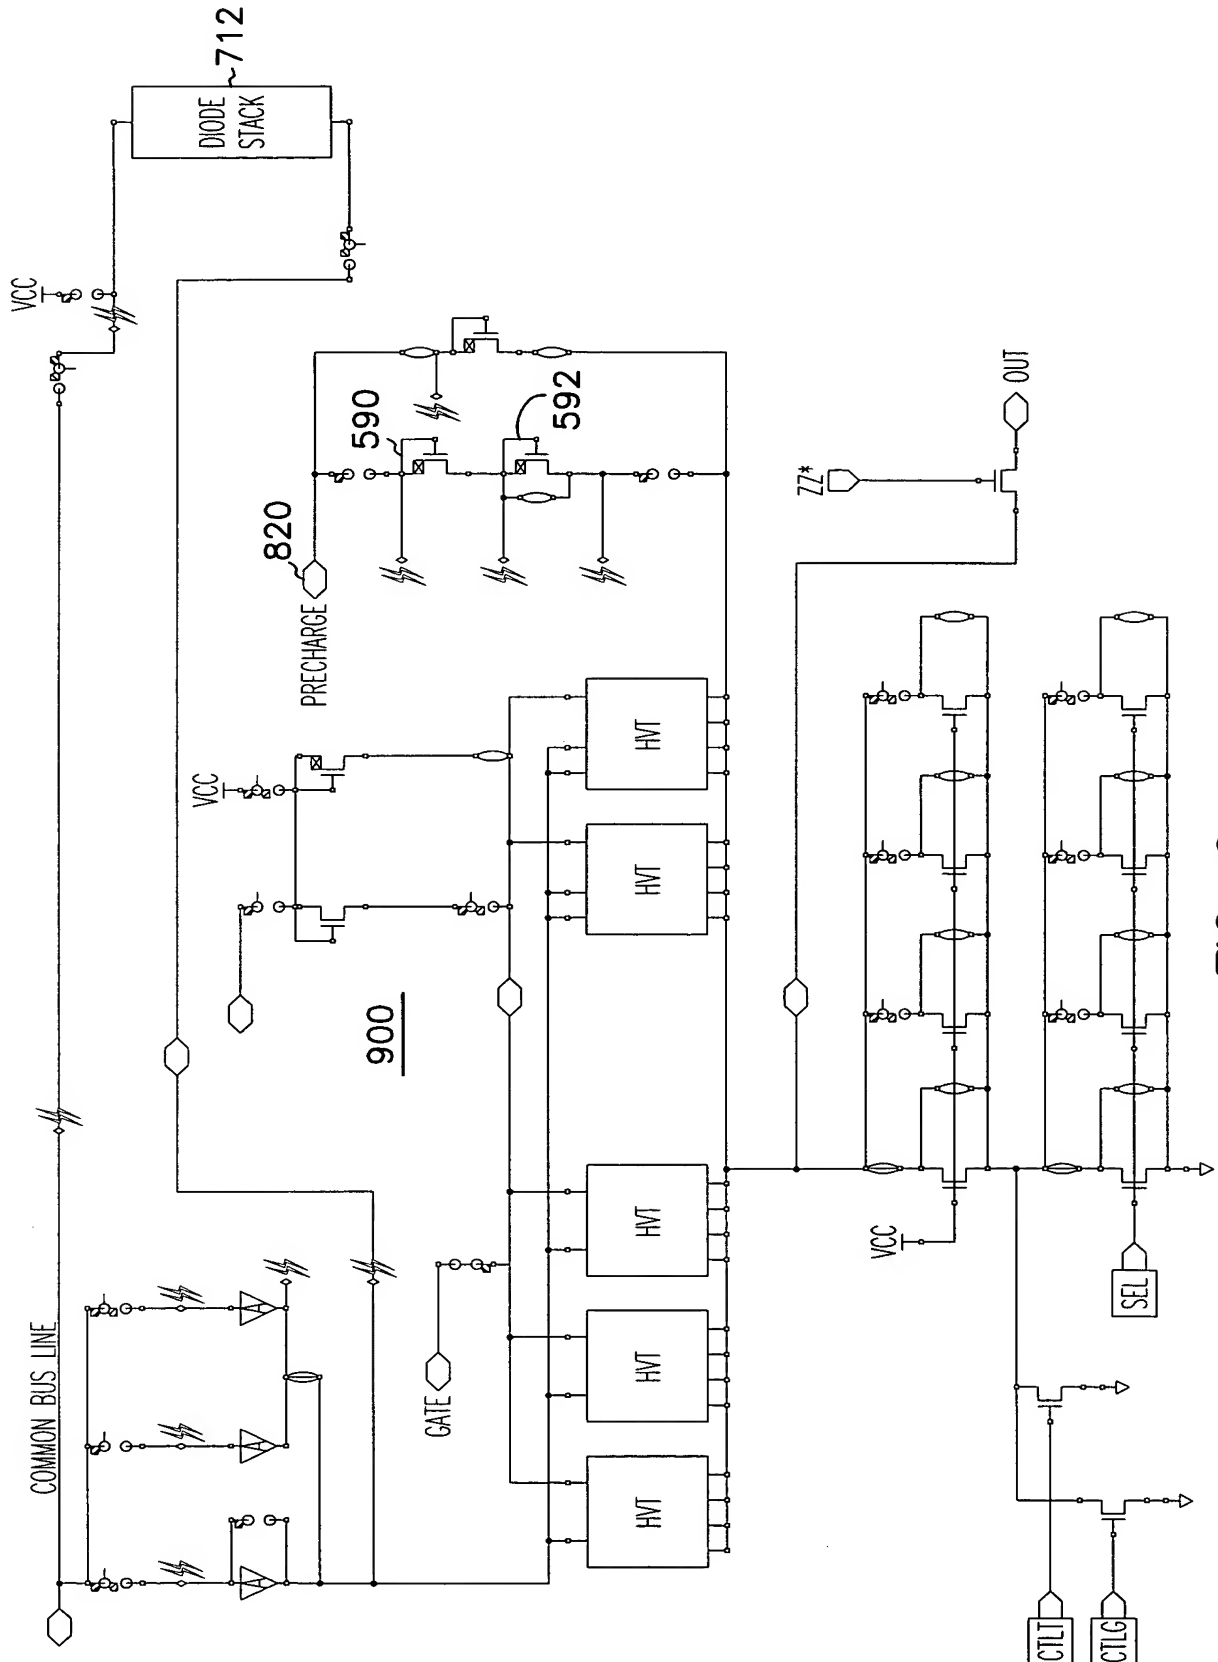 COMMON BUS LINE
VCC
DIODE
STACK
712
VCC
PRECHARGE
820
590
592
900
GATE
HVT
HVT
HVT
HVT
HVT
ZZ*
OUT
VCC
SEL
CTLT
CTLG